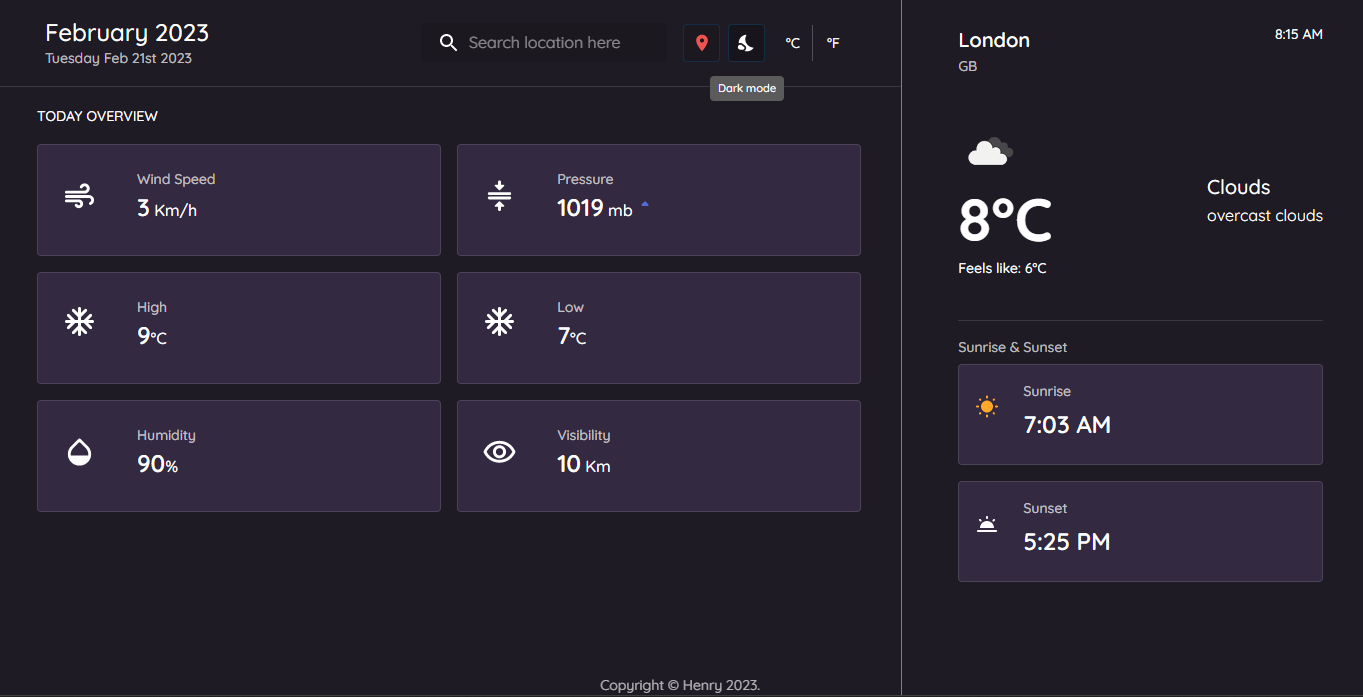 February 2023
Tuesday Feb 21st 2023
Search location here
°C
°F
Dark mode
TODAY OVERVIEW
Wind Speed
3 Km/h
Pressure
1019 mb
High
9°C
Low
7°C
Humidity
90%
Visibility
10 Km
Copyright © Henry 2023.
London
8:15 AM
GB
8°C
Clouds
overcast clouds
Feels like: 6°C
Sunrise & Sunset
Sunrise
7:03 AM
Sunset
5:25 PM